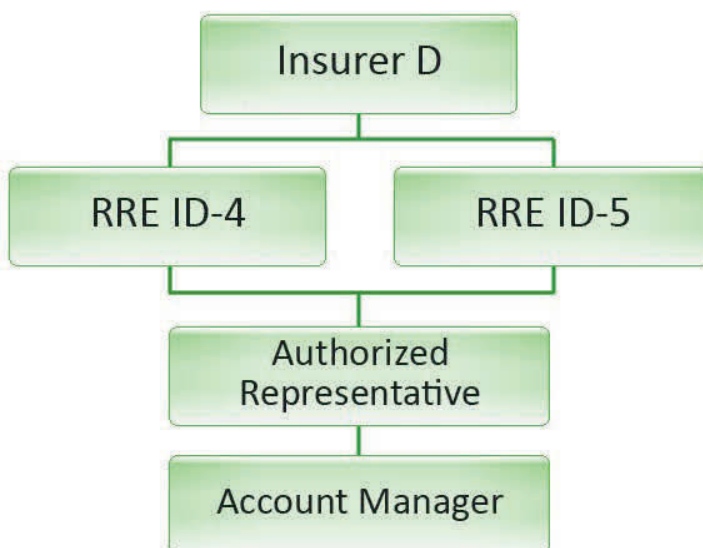 Insurer D
RRE ID-4
RRE ID-5
Authorized
Representative
Account Manager